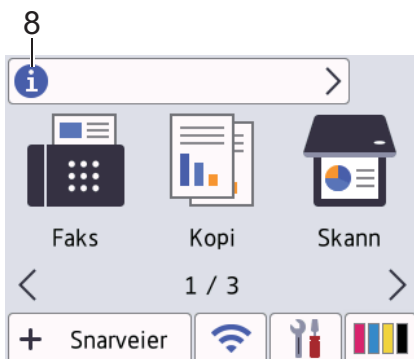 8
i
Faks Kopi Skann
1 / 3
+ Snarveier